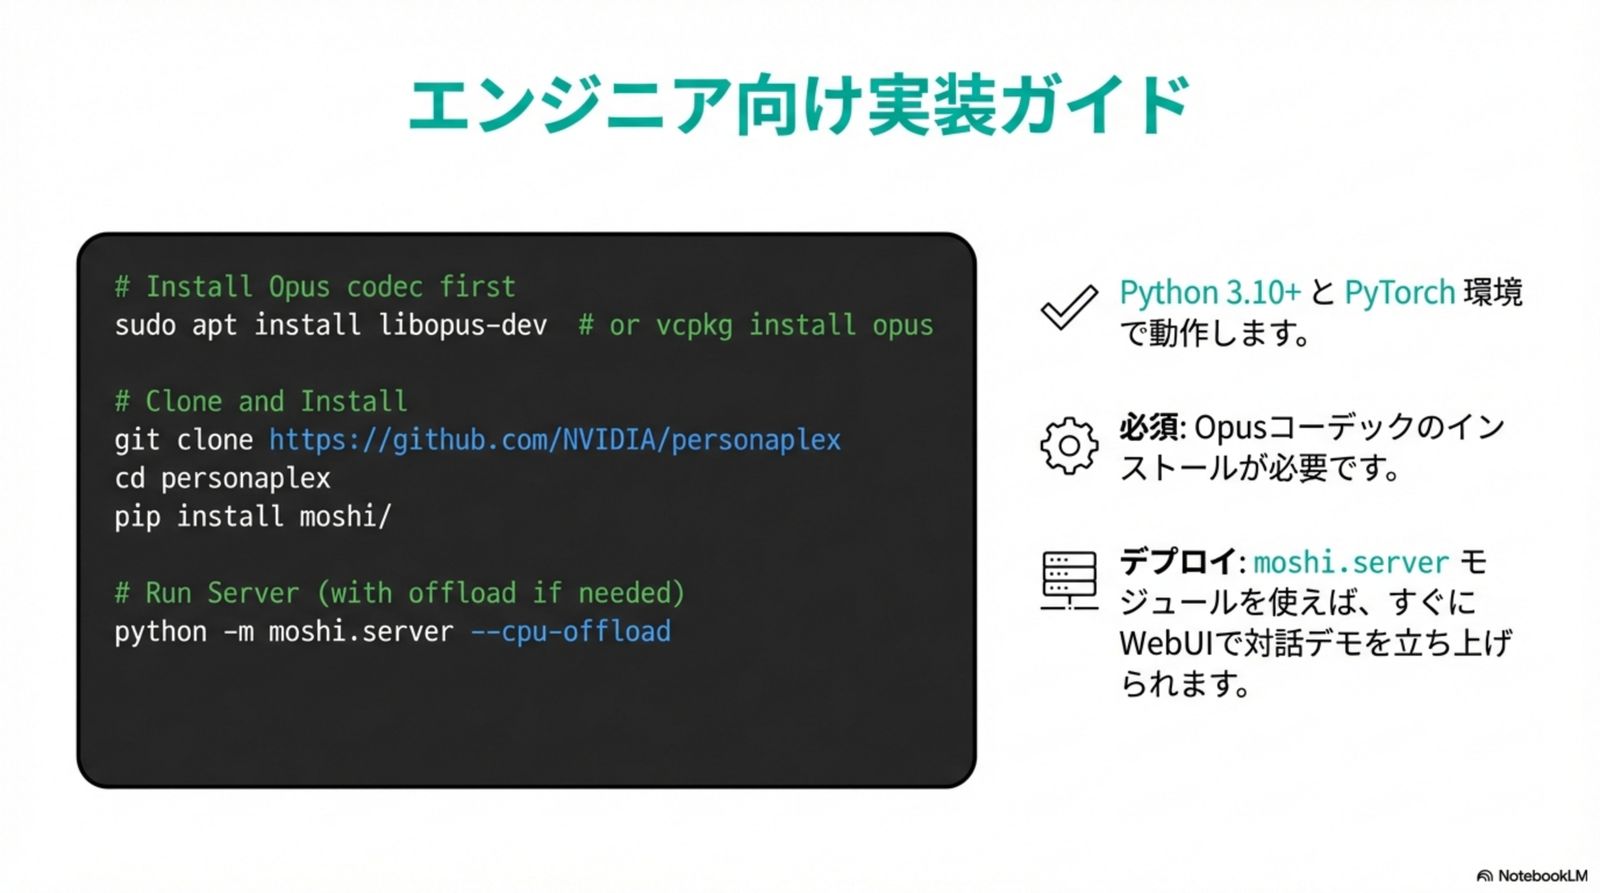 エンジニア向け実装ガイド
# Install Opus codec first
sudo apt install libopus-dev  # or vcpkg install opus
# Clone and Install
git clone https://github.com/NVIDIA/personaplex
cd personaplex
pip install moshi/
# Run Server (with offload if needed)
python -m moshi.server --cpu-offload
Python 3.10+ と PyTorch 環境
で動作します。
必須: Opusコーデックのイン
ストールが必要です。
デプロイ: moshi.server モ
ジュールを使えば、すぐに
WebUIで対話デモを立ち上げ
られます。
NotebookLM